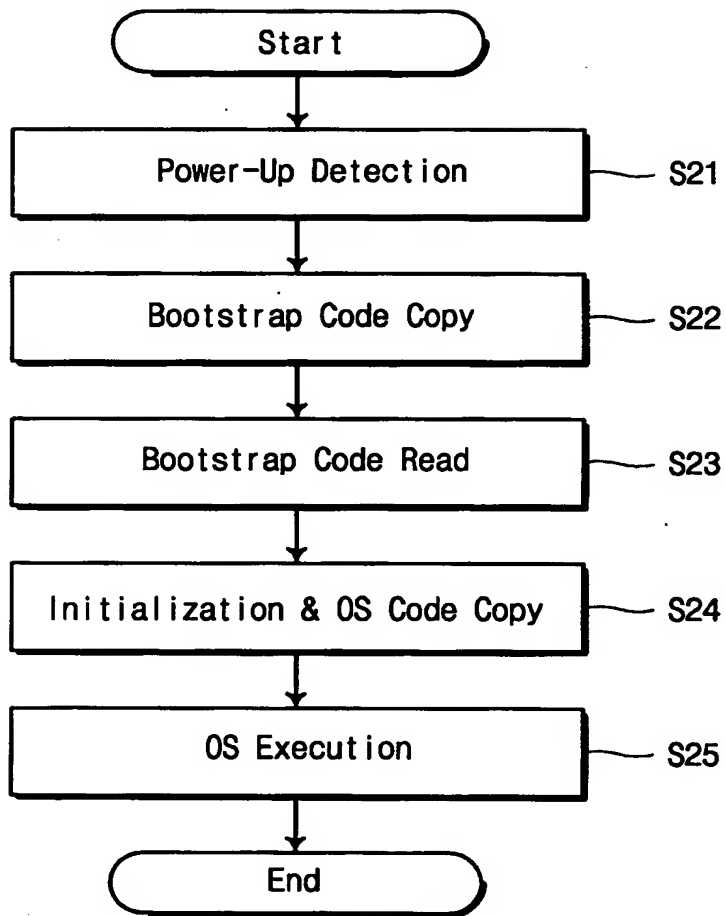 Start
Power-Up Detection
S21
Bootstrap Code Copy
S22
Bootstrap Code Read
S23
Initialization & OS Code Copy
S24
OS Execution
S25
End